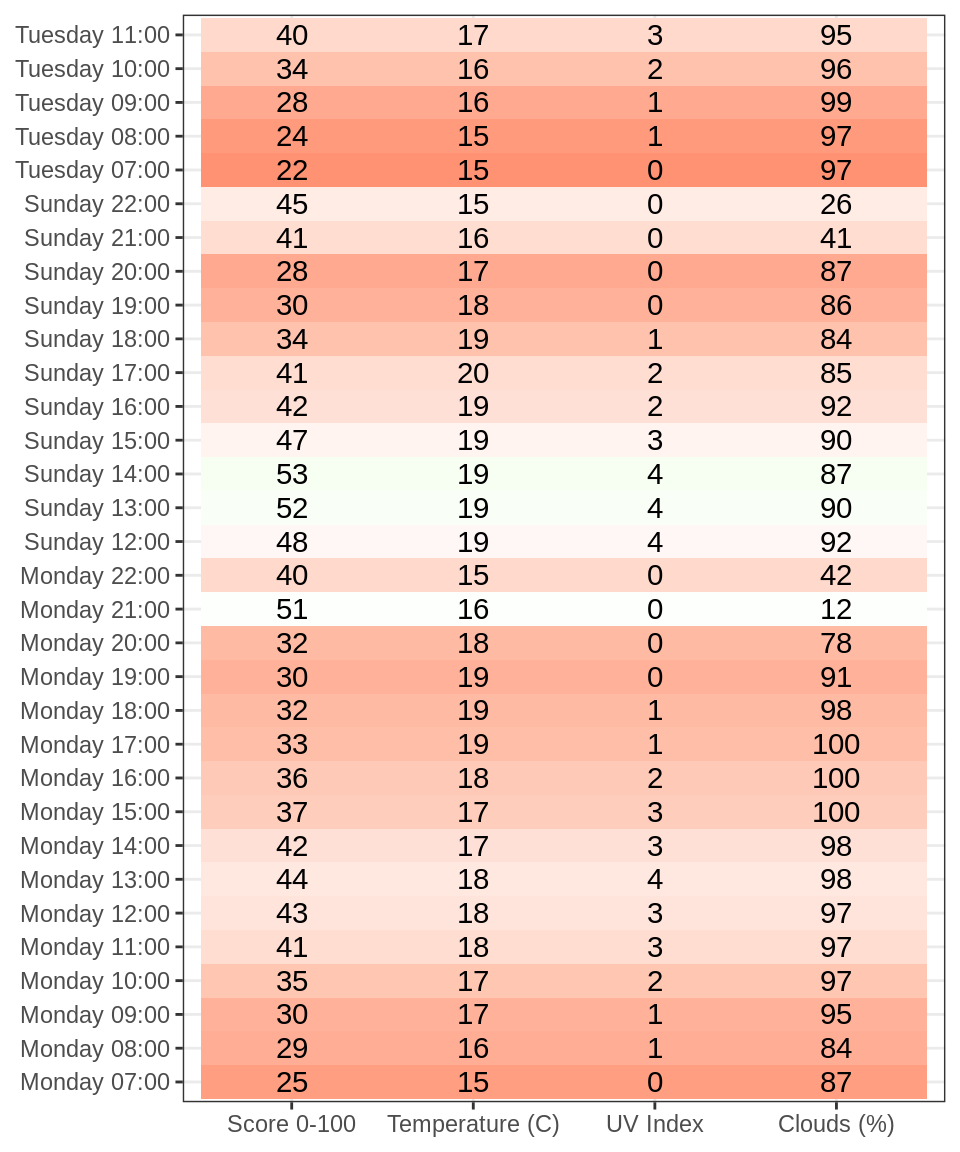 Tuesday 11:00 40 17 3 95
Tuesday 10:00 34 16 2 96
Tuesday 09:00 28 16 1 99
Tuesday 08:00 24 15 1 97
Tuesday 07:00 22 15 0 97
Sunday 22:00 45 15 0 26
Sunday 21:00 41 16 0 41
Sunday 20:00 28 17 0 87
Sunday 19:00 30 18 0 86
Sunday 18:00 34 19 1 84
Sunday 17:00 41 20 2 85
Sunday 16:00 42 19 2 92
Sunday 15:00 47 19 3 90
Sunday 14:00 53 19 4 87
Sunday 13:00 52 19 4 90
Sunday 12:00 48 19 4 92
Monday 22:00 40 15 0 42
Monday 21:00 51 16 0 12
Monday 20:00 32 18 0 78
Monday 19:00 30 19 0 91
Monday 18:00 32 19 1 98
Monday 17:00 33 19 1 100
Monday 16:00 36 18 2 100
Monday 15:00 37 17 3 100
Monday 14:00 42 17 3 98
Monday 13:00 44 18 4 98
Monday 12:00 43 18 3 97
Monday 11:00 41 18 3 97
Monday 10:00 35 17 2 97
Monday 09:00 30 17 1 95
Monday 08:00 29 16 1 84
Monday 07:00 25 15 0 87
Score 0-100 Temperature (C) UV Index Clouds (%)